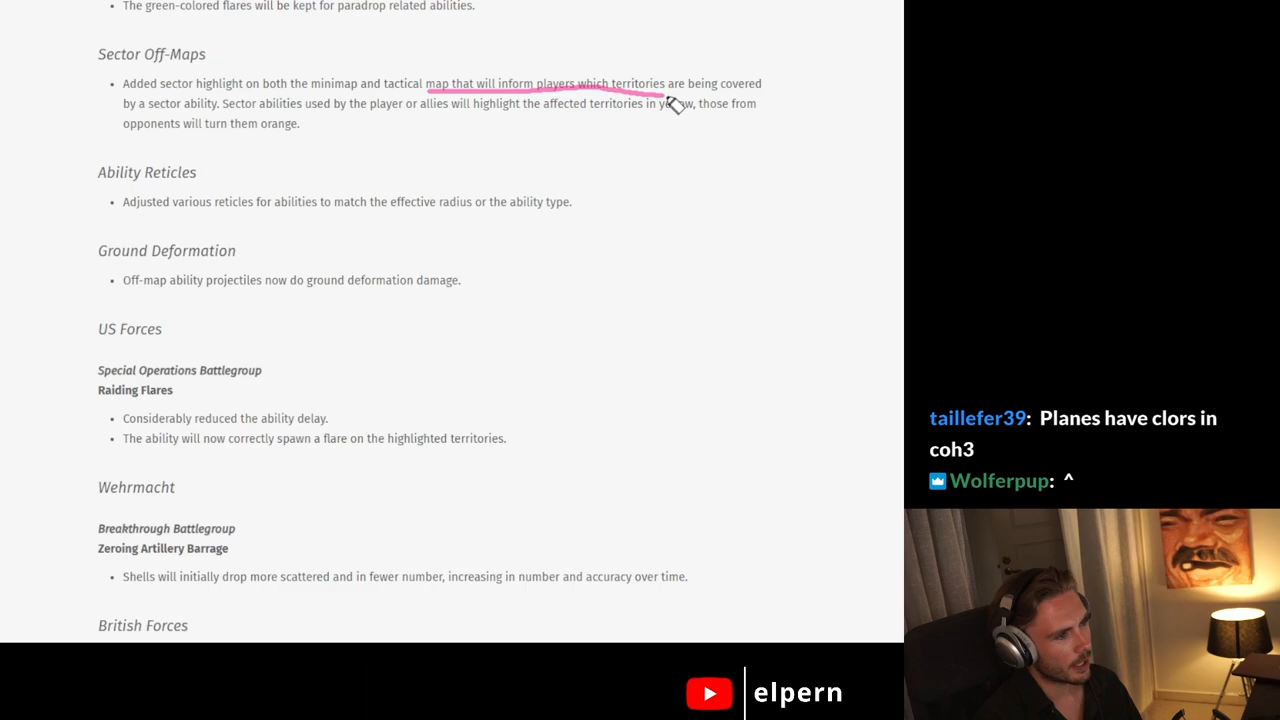 The green-colored flares will be kept for paradrop related abilities.
Sector Off-Maps
Added sector highlight on both the minimap and tactical map that will inform players which territories are being covered
by a sector ability. Sector abilities used by the player or allies will highlight the affected territories in yellow, those from
opponents will turn them orange.
Ability Reticles
Adjusted various reticles for abilities to match the effective radius or the ability type.
Ground Deformation
Off-map ability projectiles now do ground deformation damage.
US Forces
Special Operations Battlegroup
Raiding Flares
Considerably reduced the ability delay.
The ability will now correctly spawn a flare on the highlighted territories.
Wehrmacht
Breakthrough Battlegroup
Zeroing Artillery Barrage
Shells will initially drop more scattered and in fewer number, increasing in number and accuracy over time.
British Forces
taillefer39: Planes have clors in
coh3
Wolferpup: ^
elpern